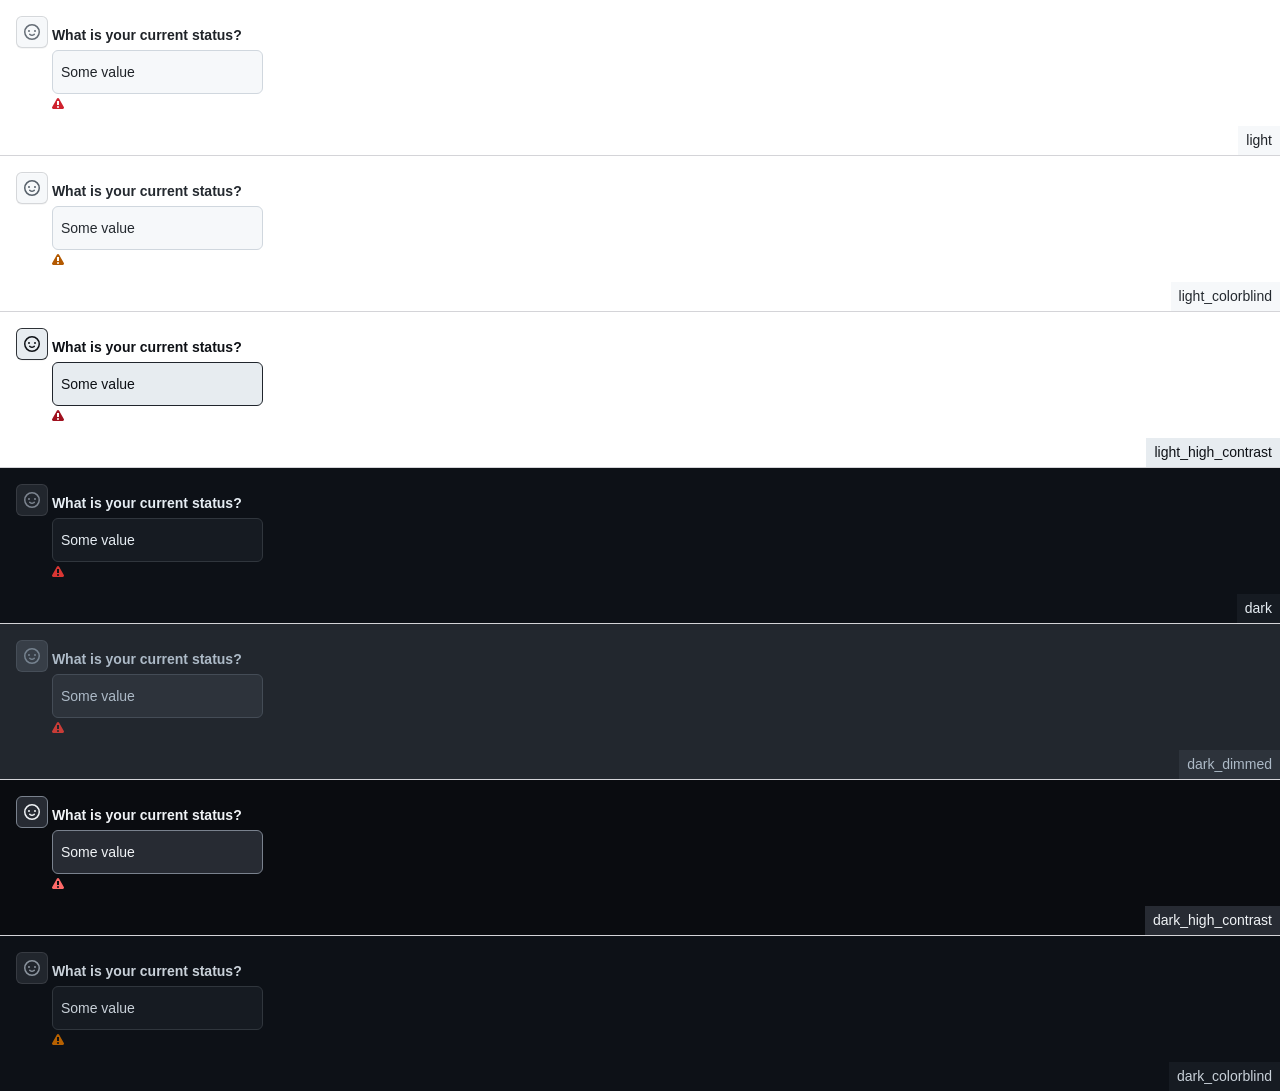 What is your current status?
Some value
light
What is your current status?
Some value
light_colorblind
What is your current status?
Some value
light_high_contrast
What is your current status?
Some value
dark
What is your current status?
Some value
dark_dimmed
What is your current status?
Some value
dark_high_contrast
What is your current status?
Some value
dark_colorblind